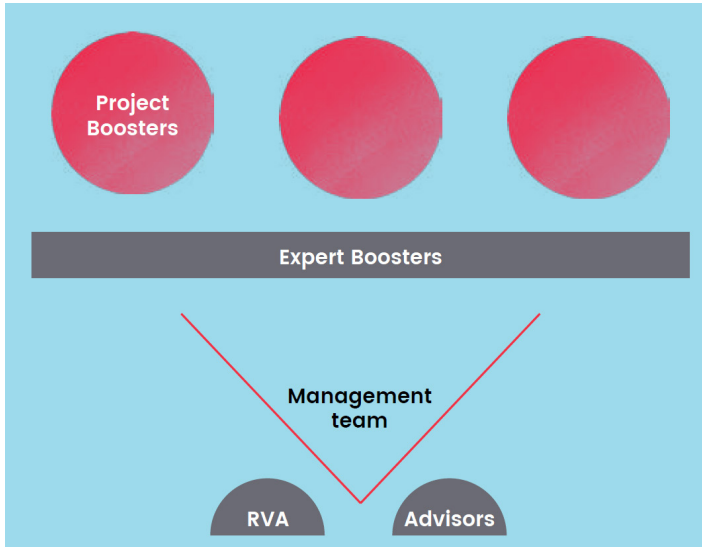 Project
Boosters
Expert Boosters
Management
team
RVA
Advisors